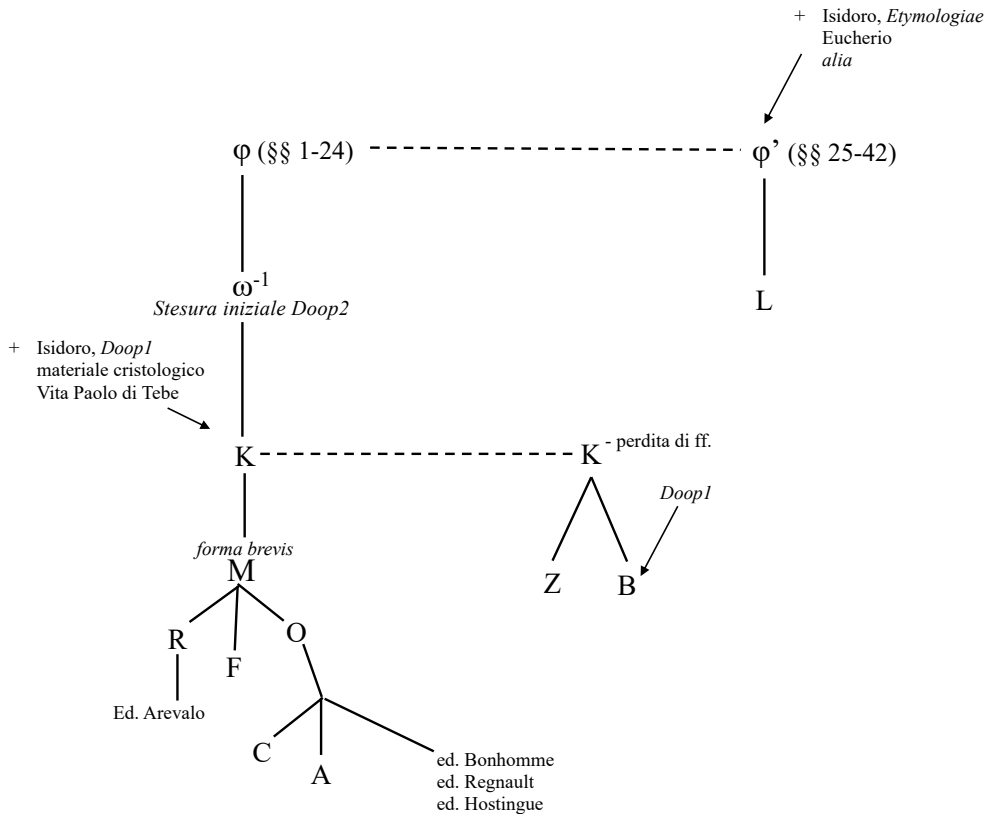 + Isidoro, Etymologiae
Eucherio
alia
φ (§§ 1-24)
φ’ (§§ 25-42)
ω-1
Stesura iniziale Doop2
L
+ Isidoro, Doop1
materiale cristologico
Vita Paolo di Tebe
K
K - perdita di ff.
Doop1
forma brevis
M
Z
B
R
F
O
Ed. Arevalo
C
A
ed. Bonhomme
ed. Regnault
ed. Hostingue